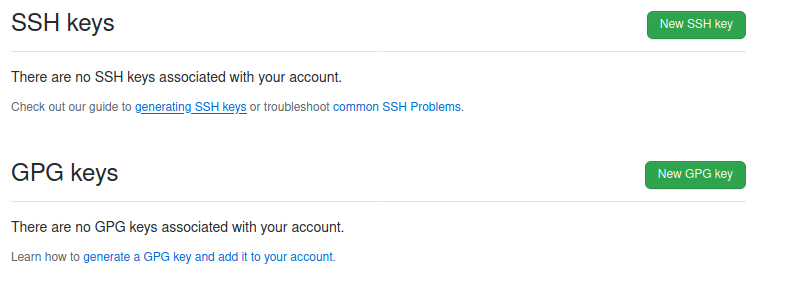 SSH keys
New SSH key
There are no SSH keys associated with your account.
Check out our guide to generating SSH keys or troubleshoot common SSH Problems.
GPG keys
New GPG key
There are no GPG keys associated with your account.
Learn how to generate a GPG key and add it to your account.